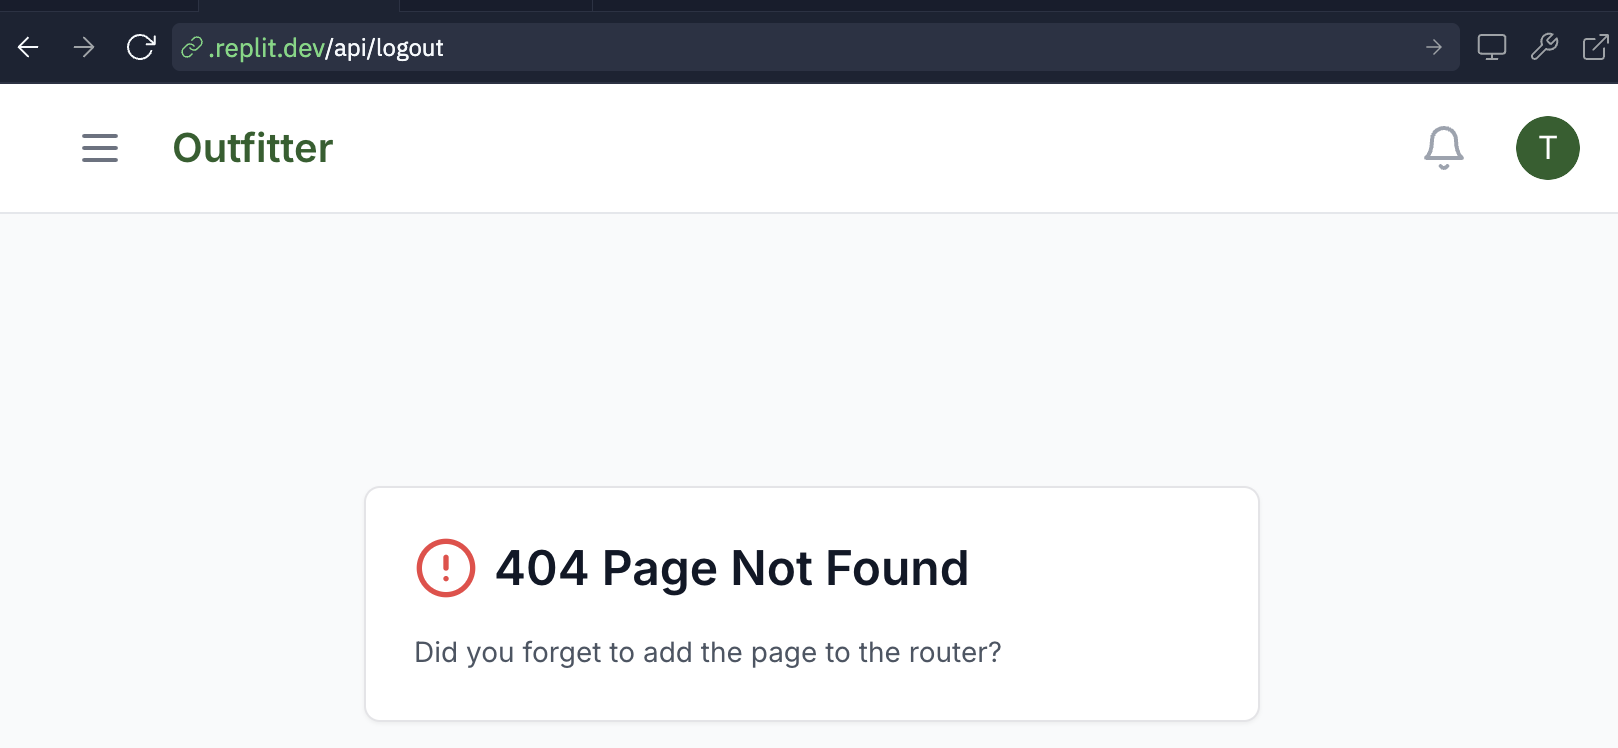 .replit.dev/api/logout
Outfitter
T
404 Page Not Found
Did you forget to add the page to the router?